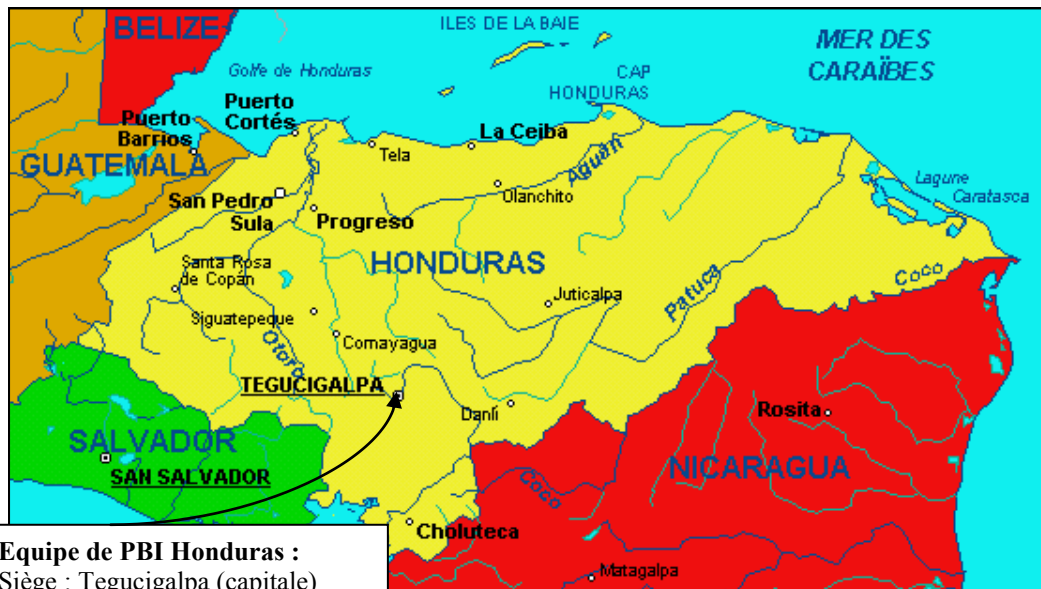 BELIZE
ILES DE LA BAIE
MER DES
CARAÏBES
Golfe de Honduras
CAP
HONDURAS
Puerto
Cortés
Puerto
Barrios
La Ceiba
Tela
GUATEMALA
Aguán
Olanchito
Lagune
Caratasca
San Pedro
Sula
Progreso
HONDURAS
Santa Rosa
de Copán
Coco
Patuca
Juticalpa
Siguatepeque
Otoro
Comayagua
TEGUCIGALPA
Danlí
Rosita
SALVADOR
SAN SALVADOR
NICARAGUA
Coco
Choluteca
Matagalpa
Equipe de PBI Honduras :
Siège : Tegucigalpa (capitale)